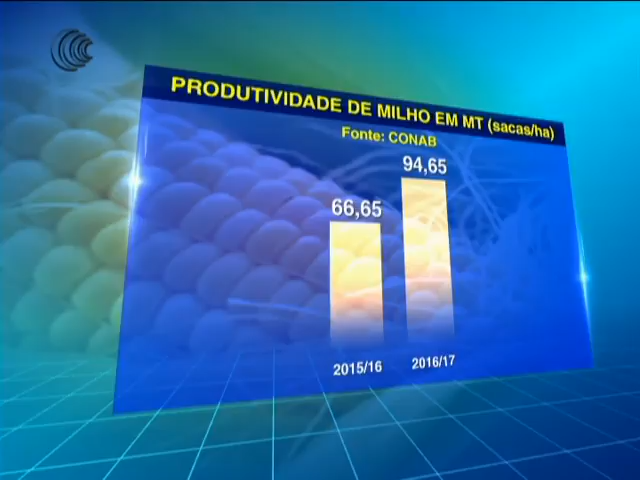 PRODUTIVIDADE DE MILHO EM MT (sacas/ha)
Fonte: CONAB
94,65
66,65
2015/16 2016/17